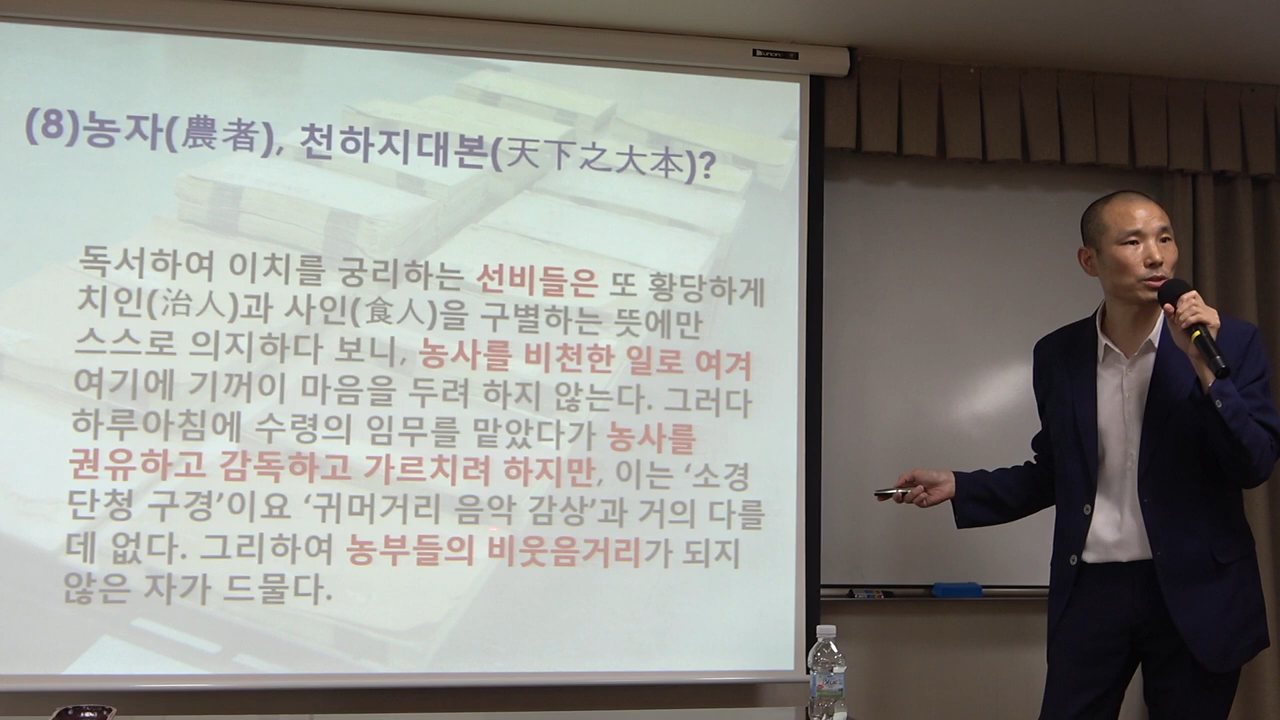 (8)농자(農者), 천하지대본(天下之大本)?
독서하여 이치를 궁리하는 선비들은 또 황당하게
치인(治人)과 사인(食人)을 구별하는 뜻에만
스스로 의지하다 보니, 농사를 비천한 일로 여겨
여기에 기꺼이 마음을 두려 하지 않는다. 그러다
하루아침에 수령의 임무를 맡았다가 농사를
권유하고 감독하고 가르치려 하지만, 이는 ‘소경
단청 구경’이요 ‘귀머거리 음악 감상’과 거의 다를
데 없다. 그리하여 농부들의 비웃음거리가 되지
않은 자가 드물다.